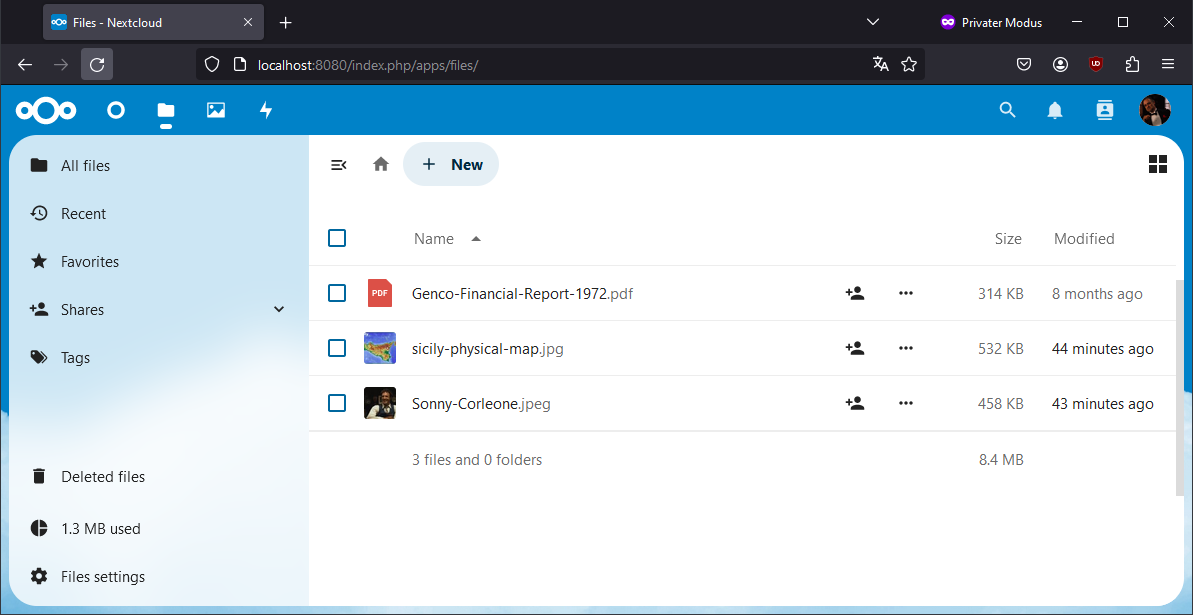 Files - Nextcloud
Privater Modus
localhost:8080/index.php/apps/files/
All files
Recent
Favorites
Shares
Tags
Deleted files
1.3 MB used
Files settings
New
Name Size Modified
PDF Genco-Financial-Report-1972.pdf 314 KB 8 months ago
sicily-physical-map.jpg 532 KB 44 minutes ago
Sonny-Corleone.jpeg 458 KB 43 minutes ago
3 files and 0 folders 8.4 MB